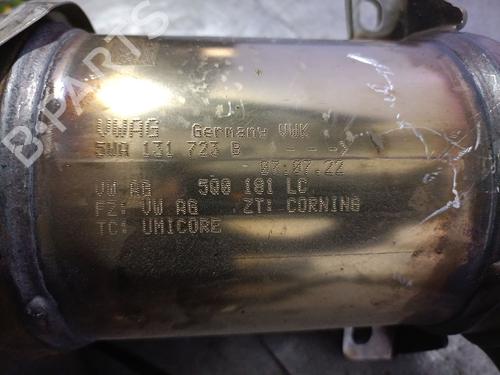 VWAG Germany VWK
5WA 131 723 B - - - -
07.07.22
VW AG 5Q0 181 LC
FZ: VW AG ZT: CORNING
TC: UMICORE
B-PARTS